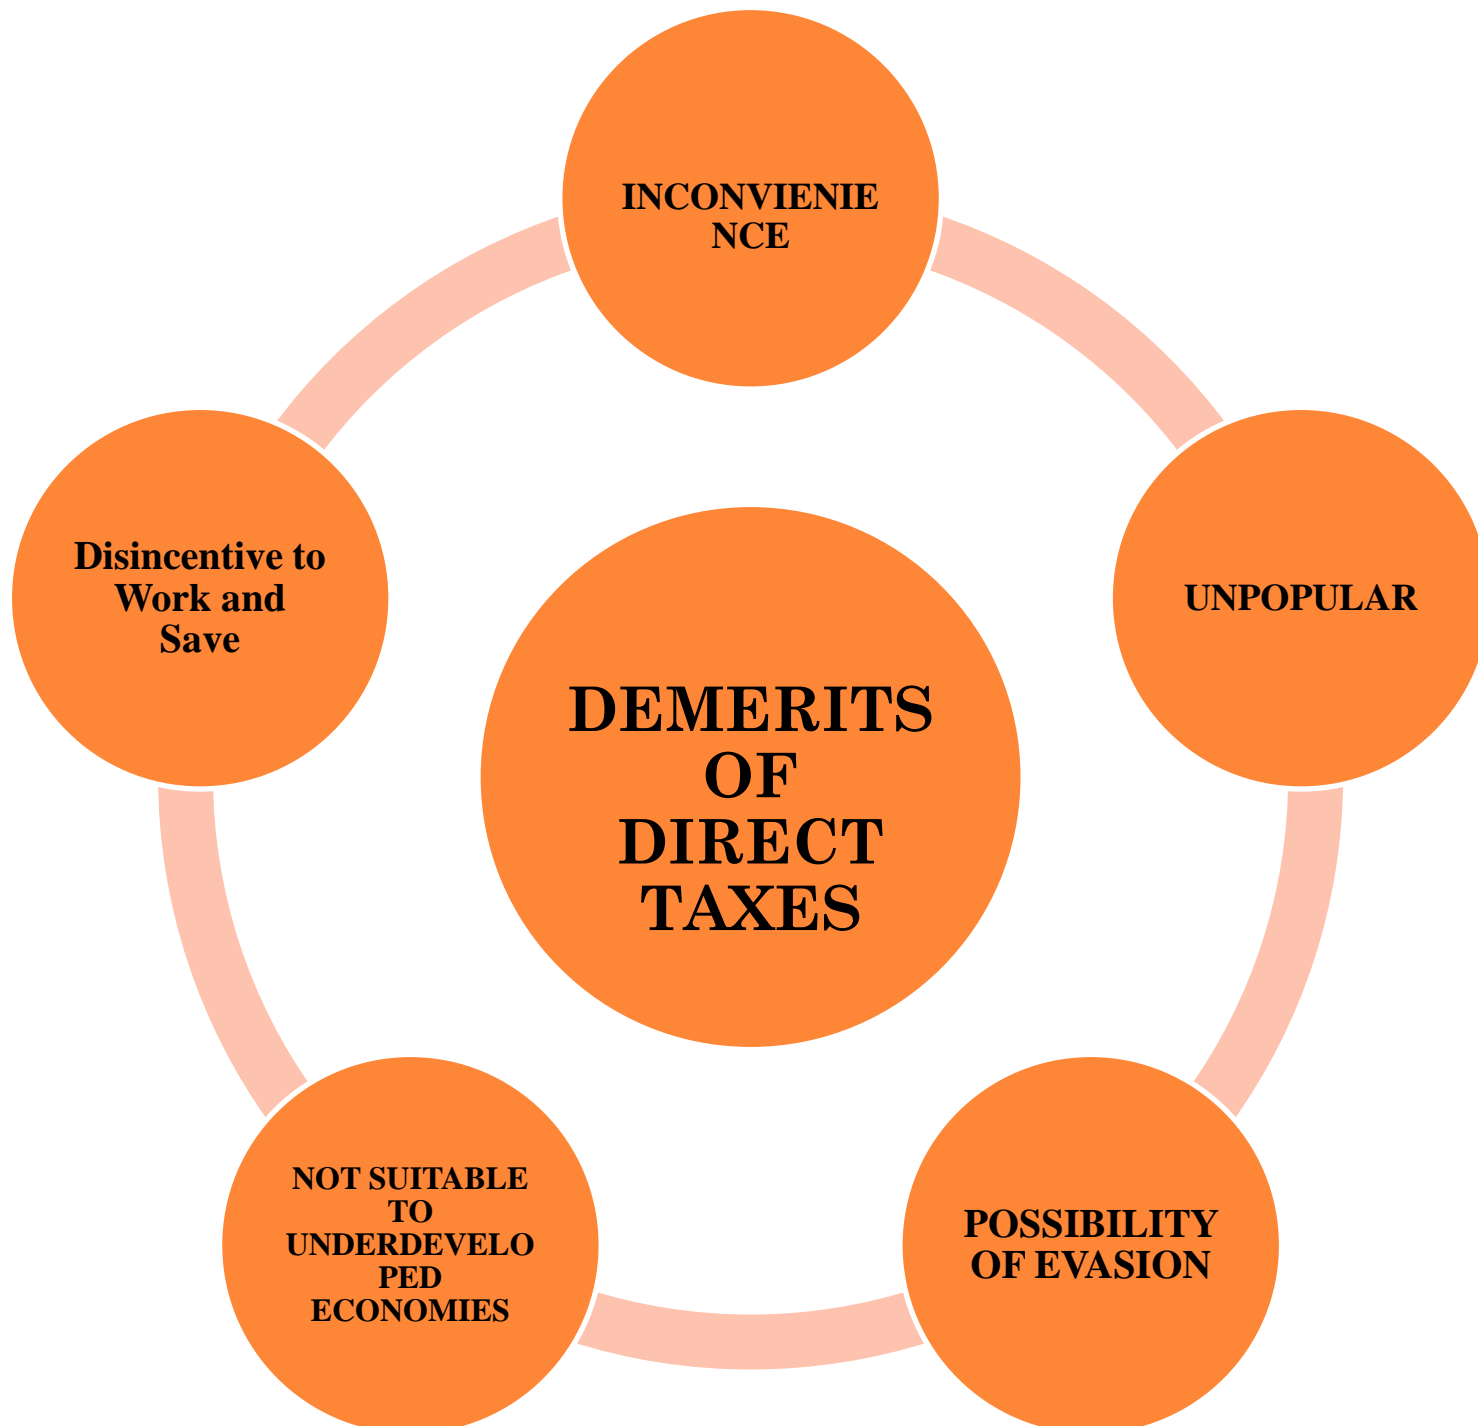 INCONVIENIE
NCE
UNPOPULAR
POSSIBILITY
OF EVASION
NOT SUITABLE
TO
UNDERDEVELO
PED
ECONOMIES
Disincentive to
Work and
Save
DEMERITS
OF
DIRECT
TAXES